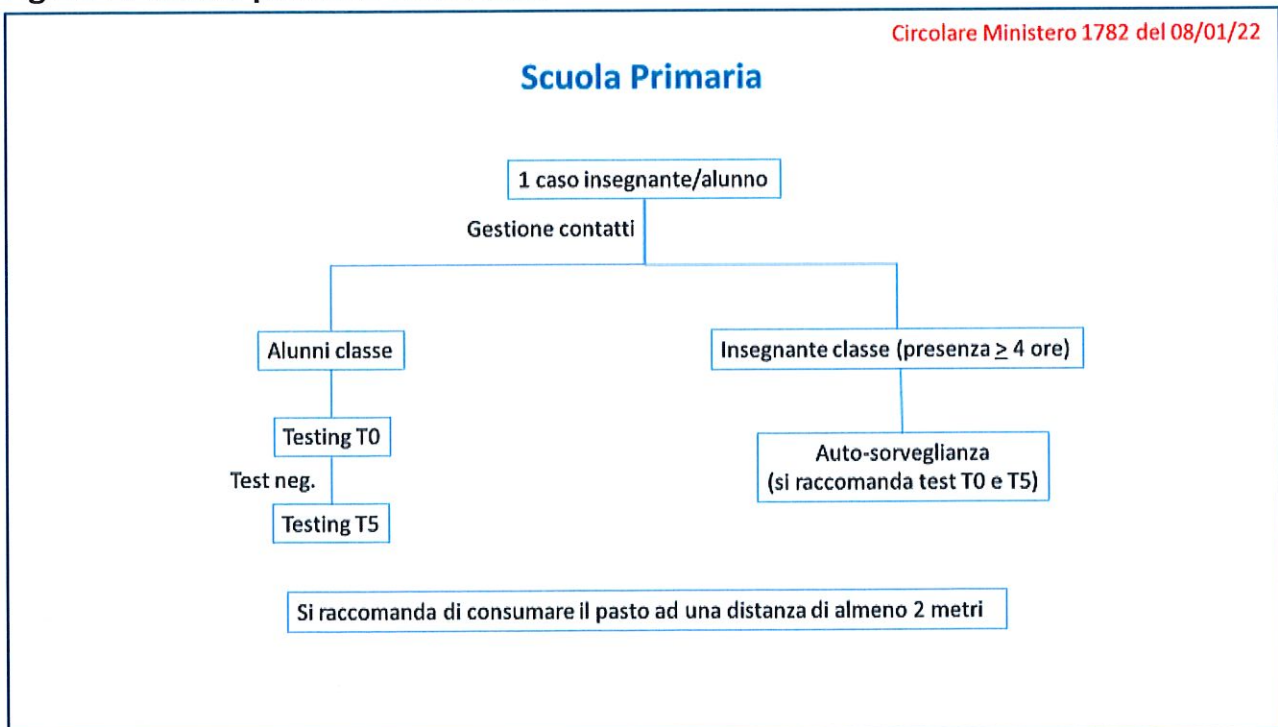 Circolare Ministero 1782 del 08/01/22
Scuola Primaria
1 caso insegnante/alunno
Gestione contatti
Alunni classe
Insegnante classe (presenza ≥ 4 ore)
Testing T0
Auto-sorveglianza
(si raccomanda test T0 e T5)
Test neg.
Testing T5
Si raccomanda di consumare il pasto ad una distanza di almeno 2 metri